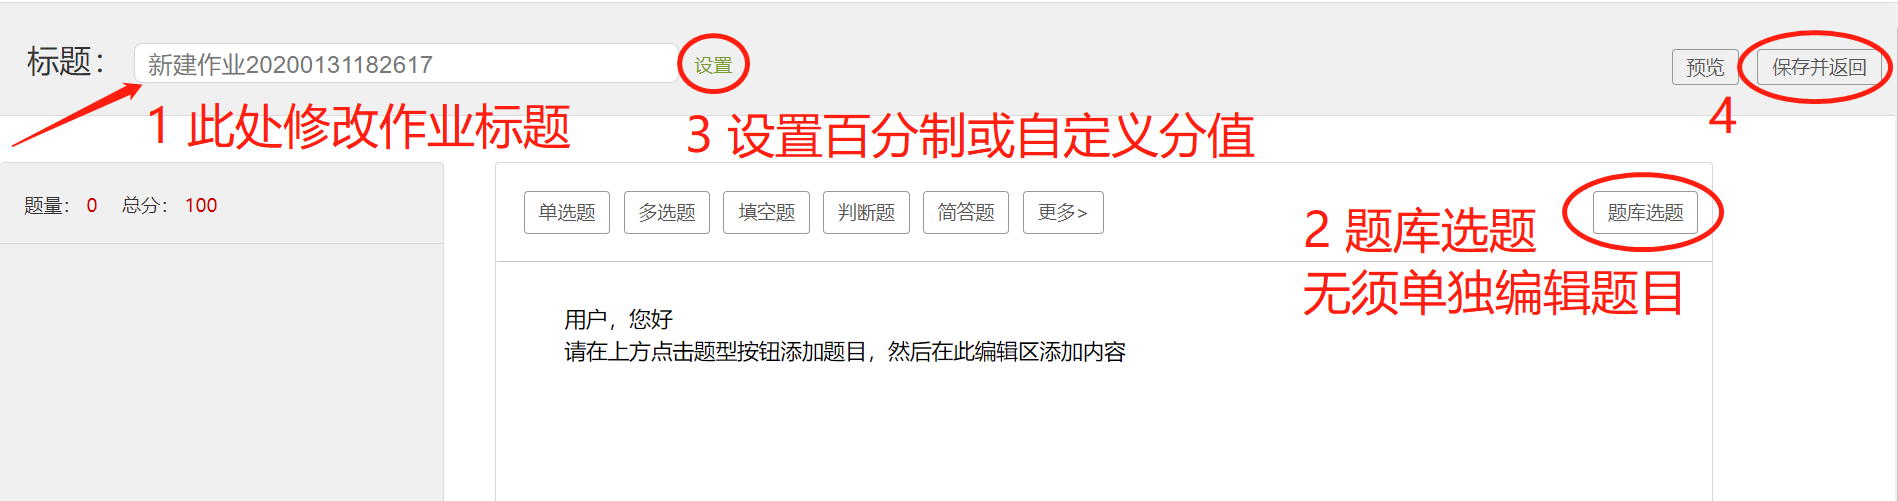 标题： 新建作业20200131182617 设置 预览 保存并返回
1 此处修改作业标题
3 设置百分制或自定义分值
4
题量： 0 总分： 100
单选题 多选题 填空题 判断题 简答题 更多> 题库选题
2 题库选题
无须单独编辑题目
用户，您好
请在上方点击题型按钮添加题目，然后在此编辑区添加内容